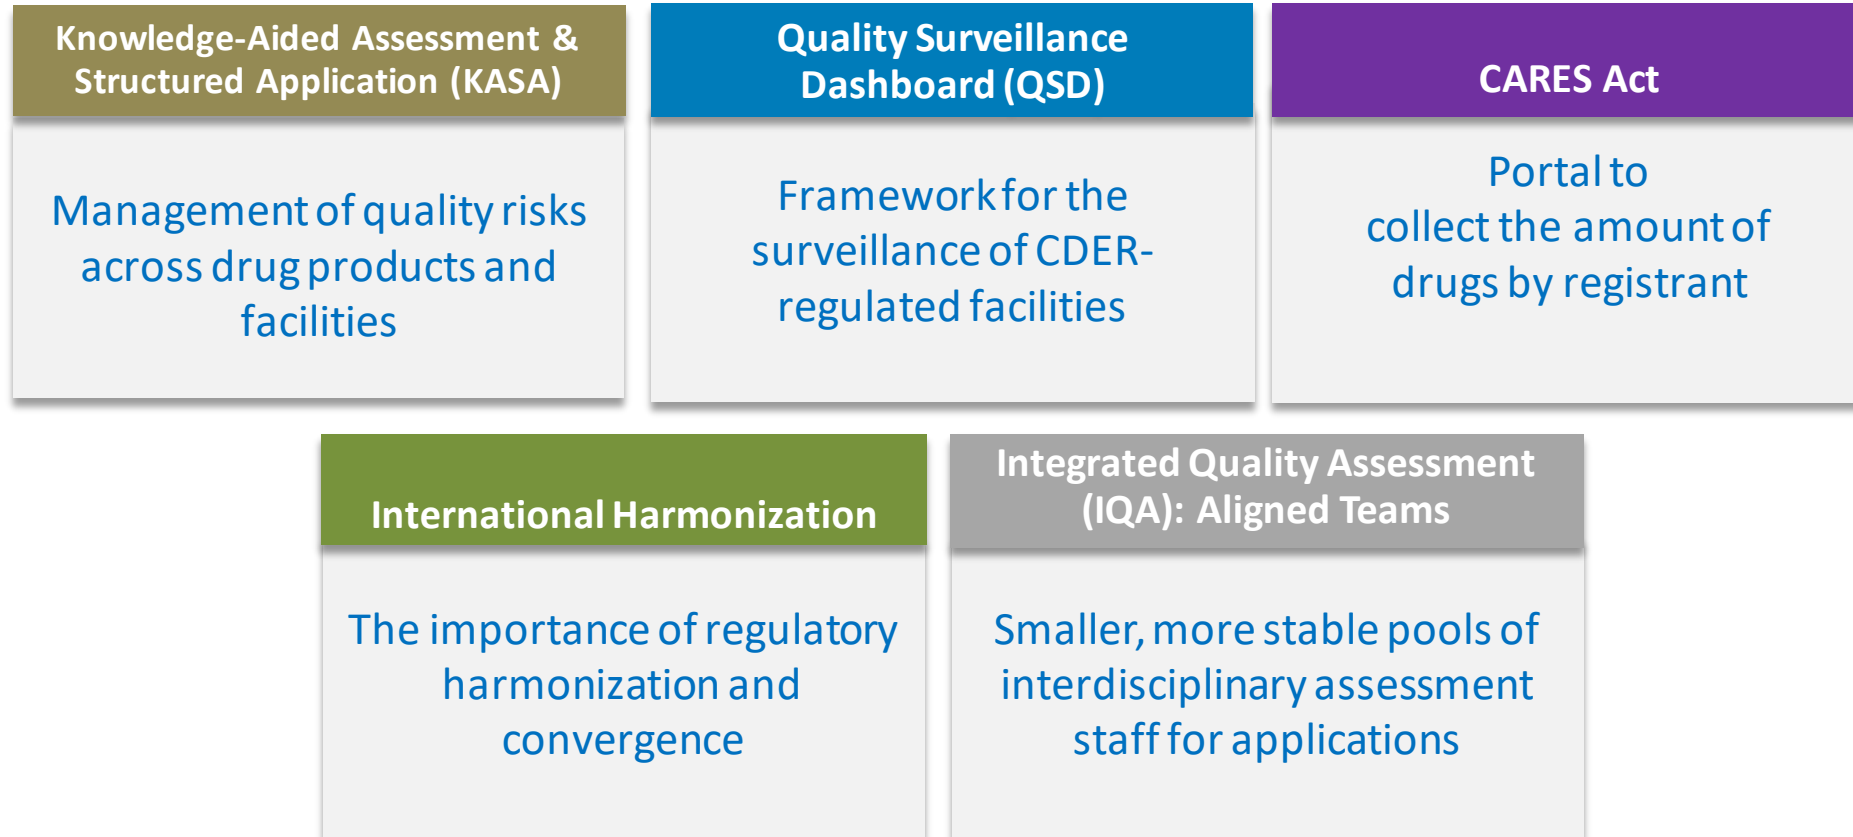 Knowledge-Aided Assessment &
Structured Application (KASA)
Management of quality risks
across drug products and
facilities
Quality Surveillance
Dashboard (QSD)
Framework for the
surveillance of CDER-
regulated facilities
CARES Act
Portal to
collect the amount of
drugs by registrant
International Harmonization
The importance of regulatory
harmonization and
convergence
Integrated Quality Assessment
(IQA): Aligned Teams
Smaller, more stable pools of
interdisciplinary assessment
staff for applications